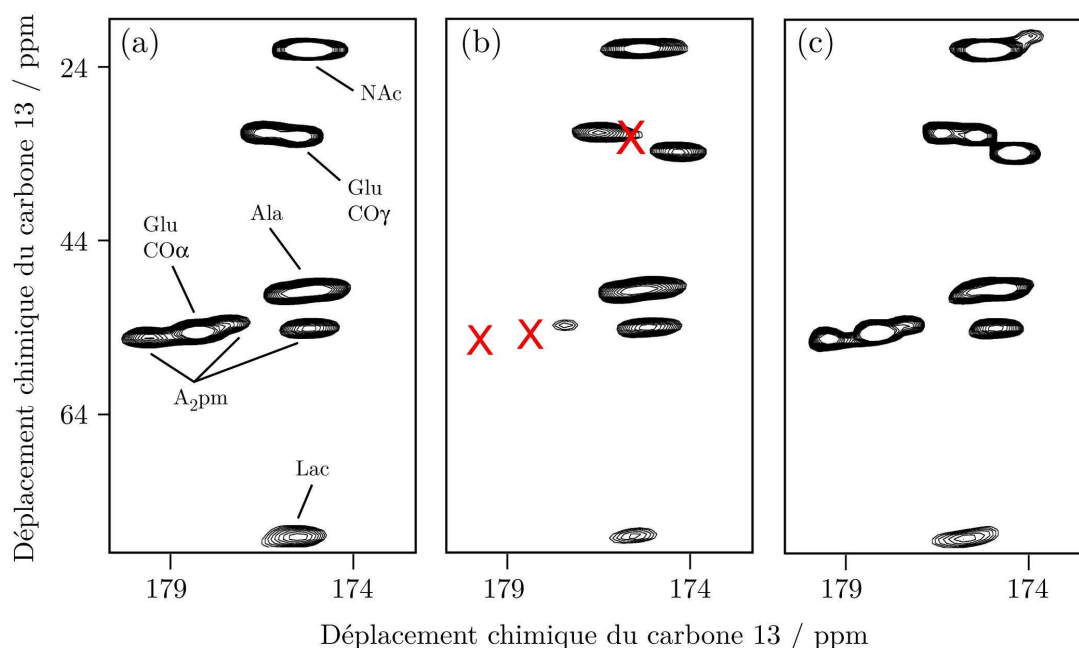 Déplacement chimique du carbone 13 / ppm
24
44
64
(a)
NAc
Glu
COγ
Glu
COα
Ala
A₂pm
Lac
179
174
(b)
X
X
X
179
174
(c)
179
174
Déplacement chimique du carbone 13 / ppm